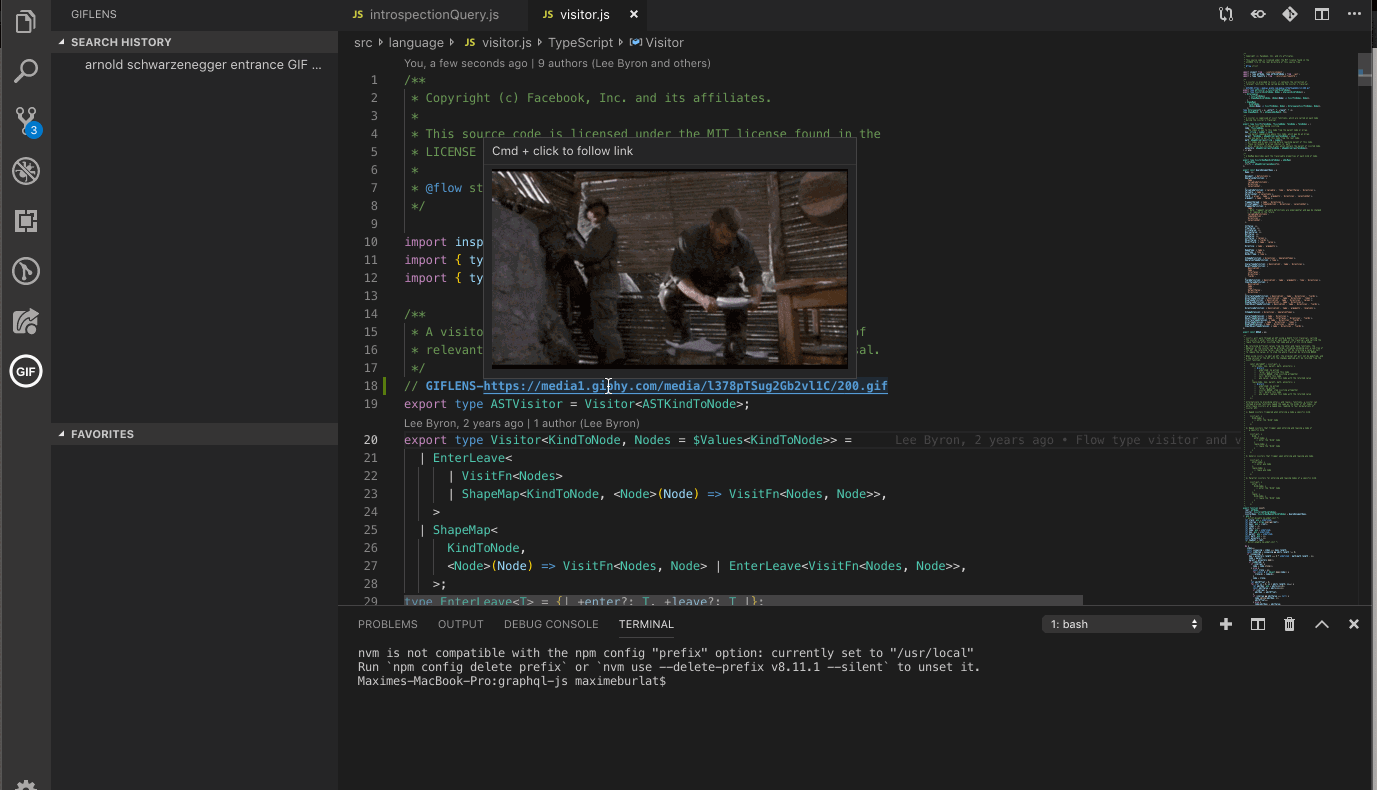 GIFLENS
SEARCH HISTORY
arnold schwarzenegger entrance GIF ...
3
GIF
FAVORITES
JS introspectionQuery.js
JS visitor.js
src
language
JS visitor.js
TypeScript
Visitor
You, a few seconds ago | 9 authors (Lee Byron and others)
1 /**
2 * Copyright (c) Facebook, Inc. and its affiliates.
3 *
4 * This source code is licensed under the MIT license found in the
5 * LICENSE
6 *
7 * @flow st
8 */
9
10 import insp
11 import { ty
12 import { ty
13
14 /**
15 * A visito of
16 * relevant sal.
17 */
Cmd + click to follow link
18 // GIFLENS-https://media1.giphy.com/media/l378pTSug2Gb2vl1C/200.gif
19 export type ASTVisitor = Visitor<ASTKindToNode>;
Lee Byron, 2 years ago | 1 author (Lee Byron)
20 export type Visitor<KindToNode, Nodes = $Values<KindToNode>> = Lee Byron, 2 years ago • Flow type visitor and v
21 | EnterLeave<
22 | VisitFn<Nodes>
23 | ShapeMap<KindToNode, <Node>(Node) => VisitFn<Nodes, Node>>,
24 >
25 | ShapeMap<
26 KindToNode,
27 <Node>(Node) => VisitFn<Nodes, Node> | EnterLeave<VisitFn<Nodes, Node>>,
28 >;
29 type EnterLeave<T> = {| +enter?: T, +leave?: T |};
PROBLEMS OUTPUT DEBUG CONSOLE TERMINAL
1: bash
nvm is not compatible with the npm config "prefix" option: currently set to "/usr/local"
Run `npm config delete prefix` or `nvm use --delete-prefix v8.11.1 --silent` to unset it.
Maximes-MacBook-Pro:graphql-js maximeburlat$